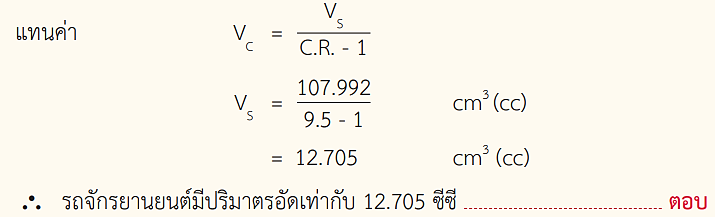 แทนค่า V_C = V_S / C.R. - 1
V_S = 107.992 / 9.5 - 1 cm³ (cc)
= 12.705 cm³ (cc)
∴ รถจักรยานยนต์มีปริมาตรอัดเท่ากับ 12.705 ซีซี ........................................ ตอบ